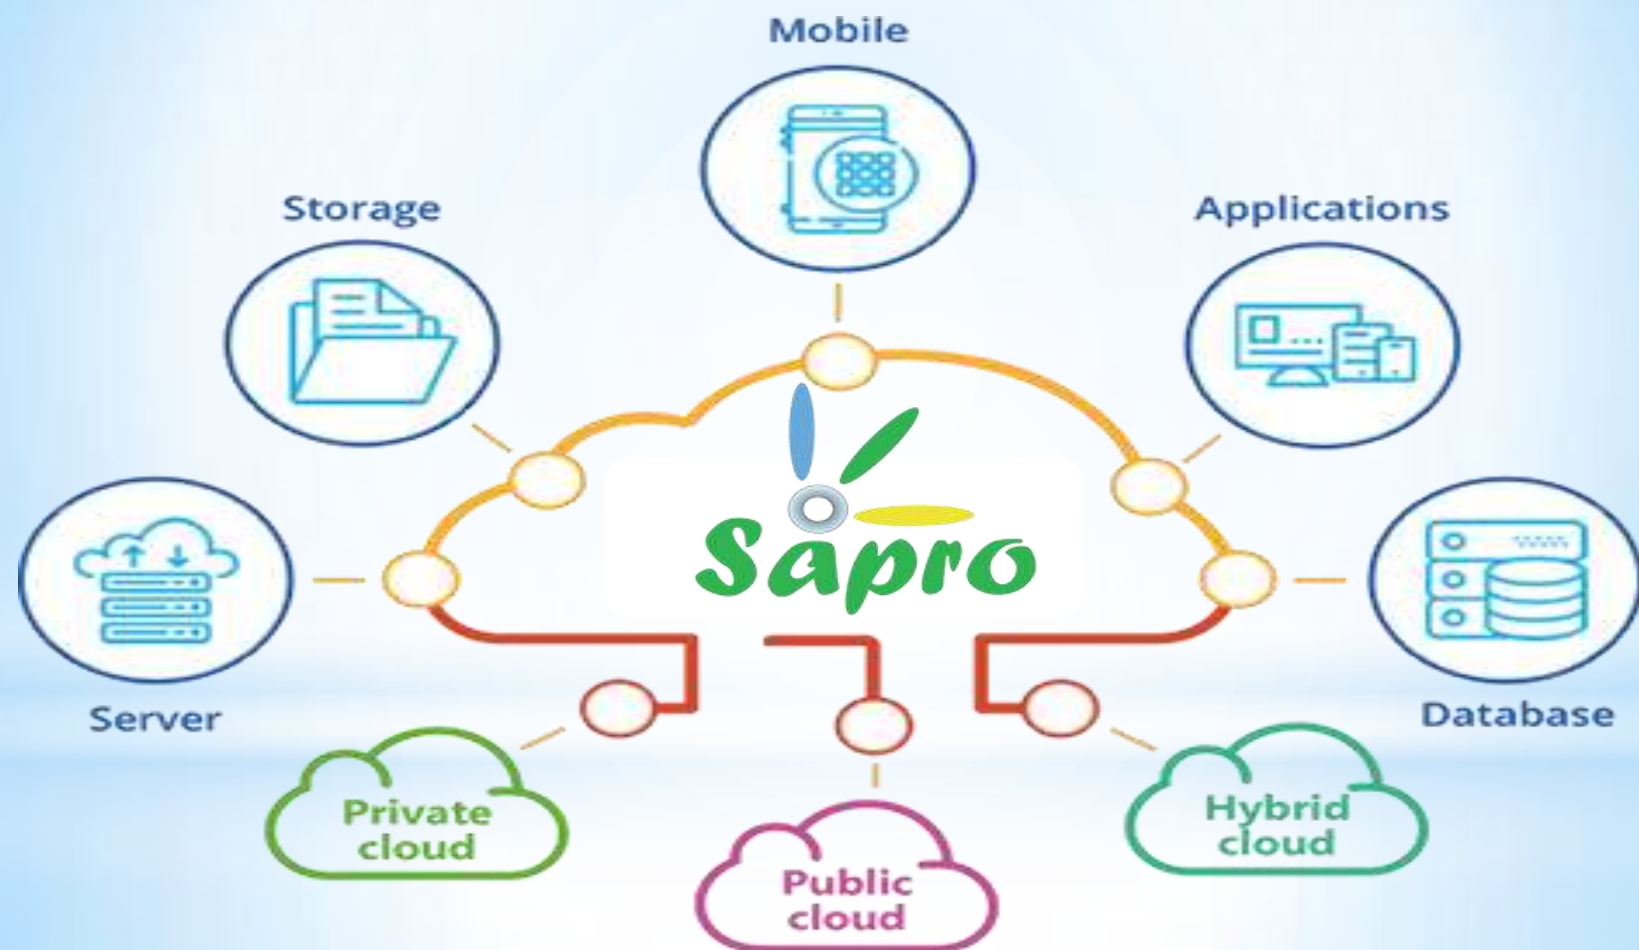 Mobile
Storage
Applications
Sapro
Server
Database
Private
cloud
Public
cloud
Hybrid
cloud